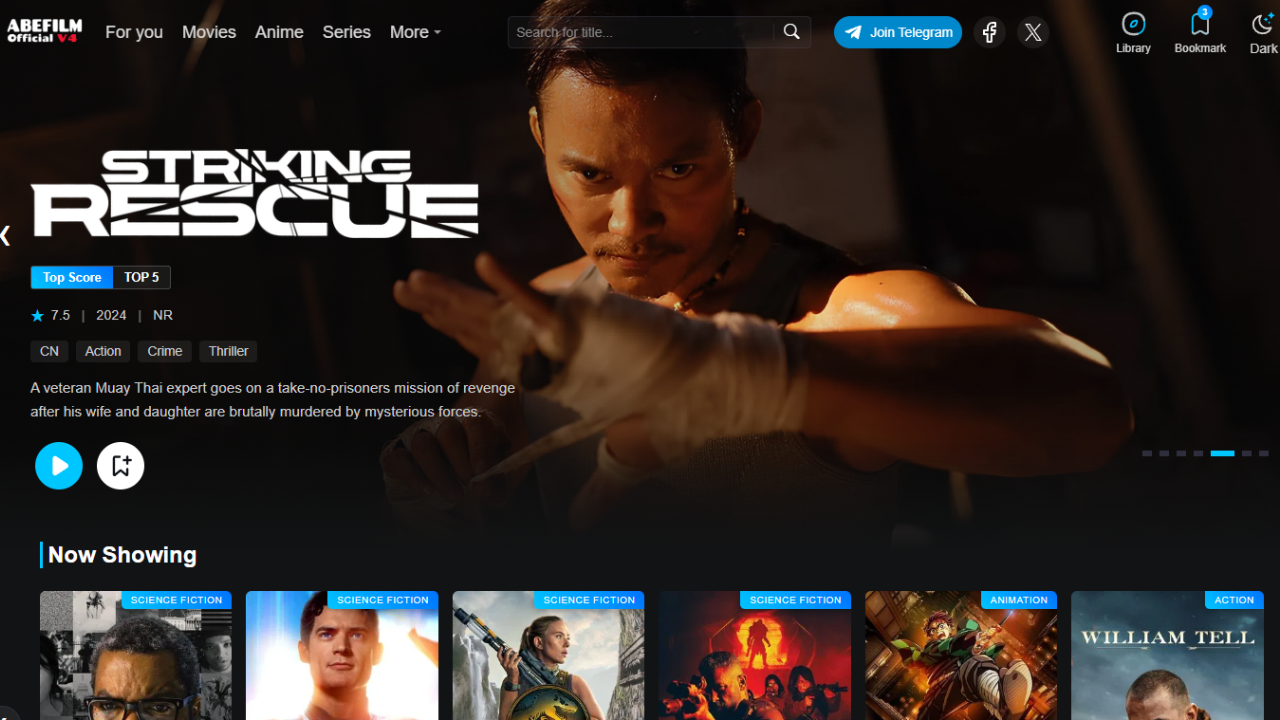 ABEFILM
Official V4
For you
Movies
Anime
Series
More
Search for title...
Join Telegram
Library
3
Bookmark
Dark
STRIKING
RESCUE
Top Score
TOP 5
7.5 | 2024 | NR
CN
Action
Crime
Thriller
A veteran Muay Thai expert goes on a take-no-prisoners mission of revenge
after his wife and daughter are brutally murdered by mysterious forces.
Now Showing
SCIENCE FICTION
SCIENCE FICTION
SCIENCE FICTION
SCIENCE FICTION
ANIMATION
ACTION
WILLIAM TELL